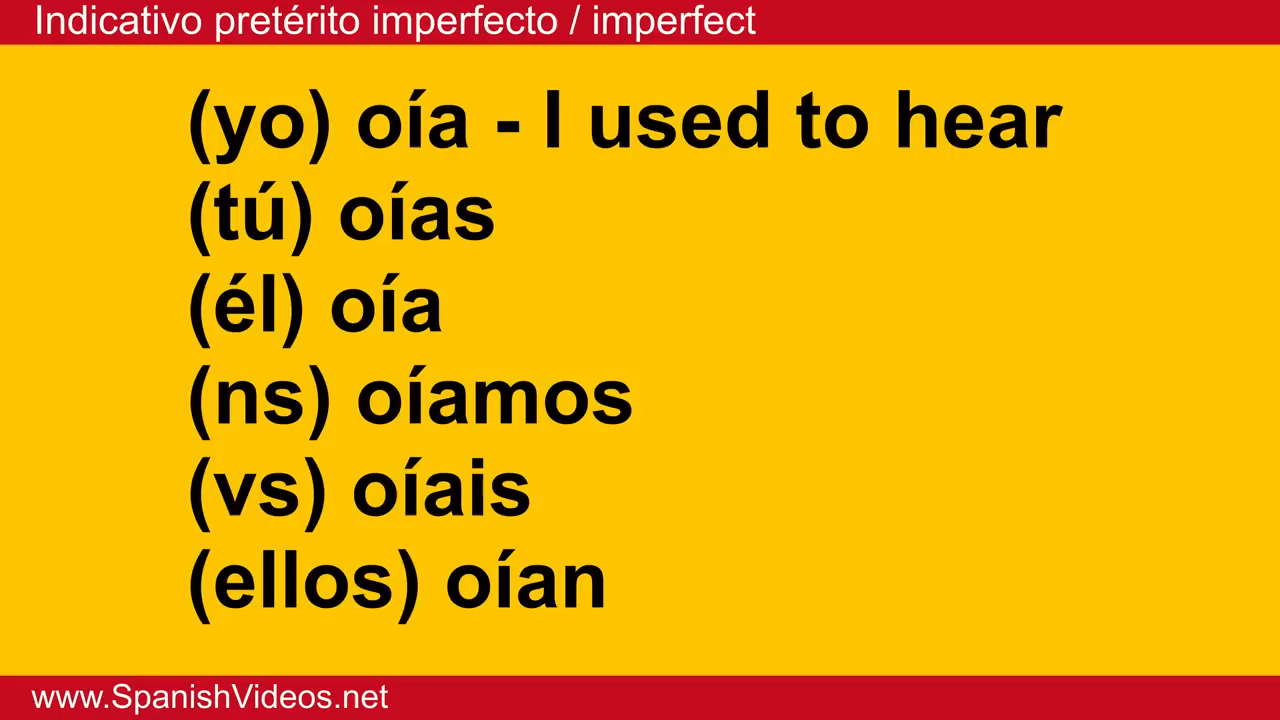 Indicativo pretérito imperfecto / imperfect
(yo) oía - I used to hear
(tú) oías
(él) oía
(ns) oíamos
(vs) oíais
(ellos) oían
www.SpanishVideos.net